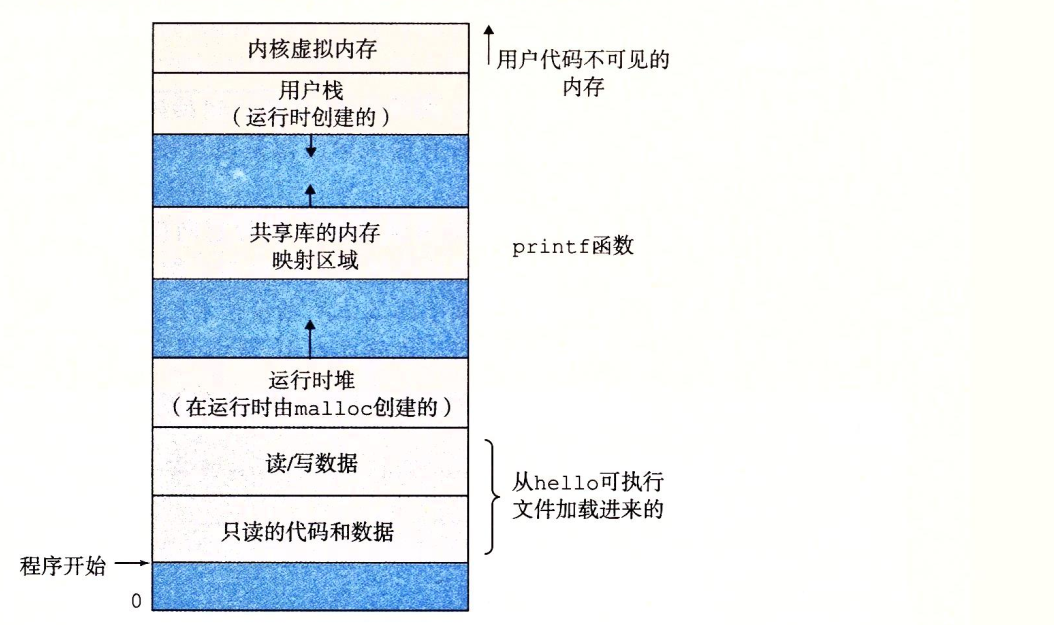 内核虚拟内存
用户代码不可见的
内存
用户栈
（运行时创建的）
共享库的内存
映射区域
printf函数
运行时堆
（在运行时由malloc创建的）
读/写数据
从hello可执行
文件加载进来的
只读的代码和数据
程序开始
0